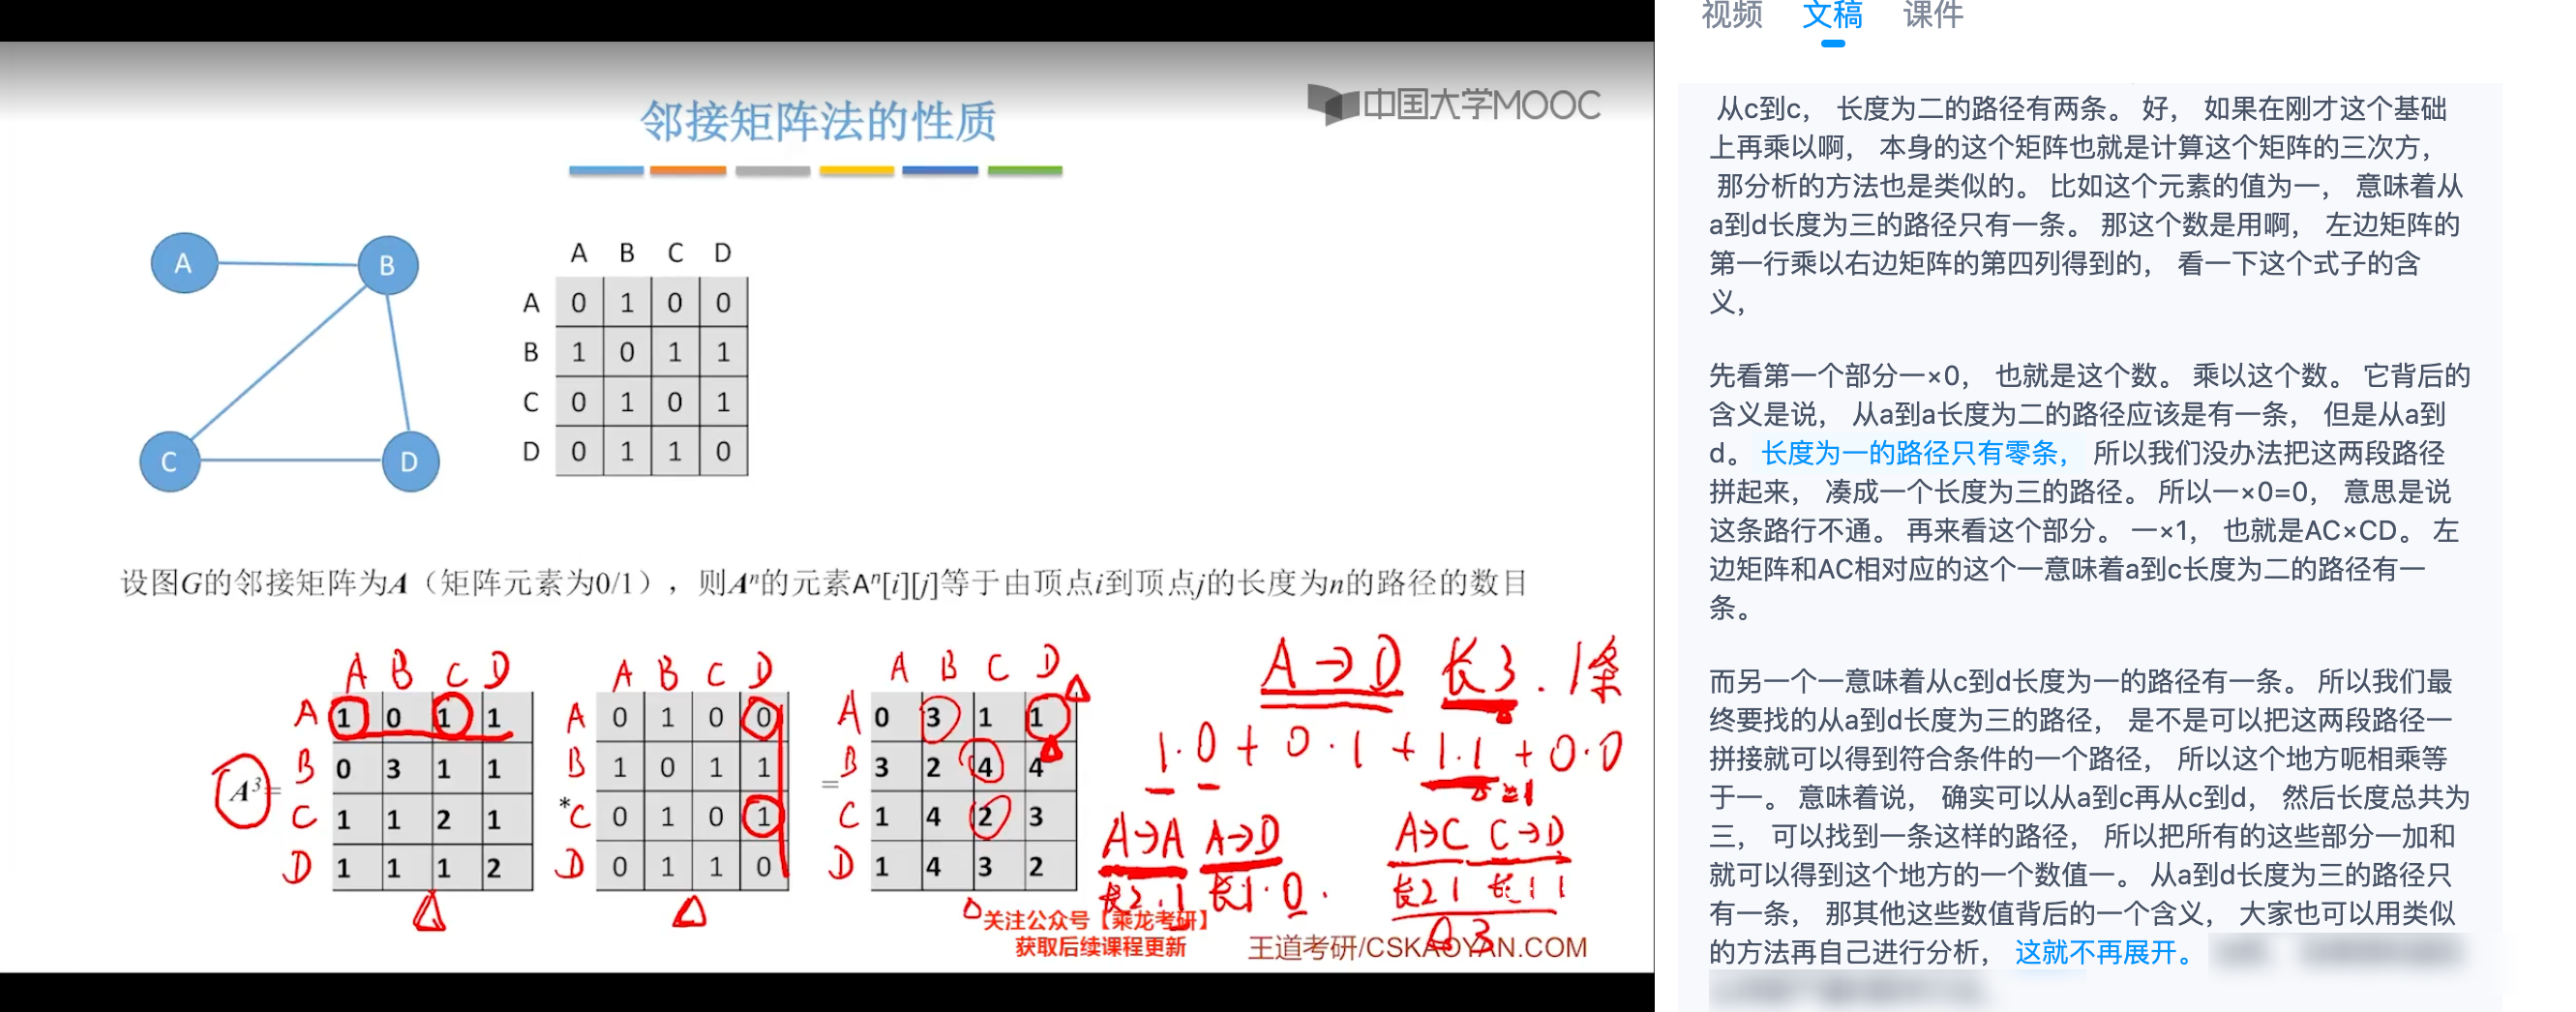 视频 文稿 课件
中国大学MOOC
邻接矩阵法的性质
A B
C D
A B C D
A 0 1 0 0
B 1 0 1 1
C 0 1 0 1
D 0 1 1 0
设图G的邻接矩阵为A（矩阵元素为0/1），则Aⁿ的元素Aⁿ[i][j]等于由顶点i到顶点j的长度为n的路径的数目
A B C D
A 1 0 1 1
B 0 3 1 1
C 1 1 2 1
D 1 1 1 2
A³=
A B C D
A 0 1 0 0
B 1 0 1 1
*C 0 1 0 1
D 0 1 1 0
=
A B C D
A 0 3 1 1
B 3 2 4 4
C 1 4 2 3
D 1 4 3 2
A→D 长3. 1条
1·0+0·1+1·1+0·0
=1
A→A A→D
长2·1 长1·0.
A→C C→D
长2 1 长1 1
3
关注公众号【乘龙考研】
获取后续课程更新
王道考研/CSKAOYAN.COM
从c到c， 长度为二的路径有两条。 好， 如果在刚才这个基础
上再乘以啊， 本身的这个矩阵也就是计算这个矩阵的三次方，
那分析的方法也是类似的。 比如这个元素的值为一， 意味着从
a到d长度为三的路径只有一条。 那这个数是用啊， 左边矩阵的
第一行乘以右边矩阵的第四列得到的， 看一下这个式子的含
义，
先看第一个部分一×0， 也就是这个数。 乘以这个数。 它背后的
含义是说， 从a到a长度为二的路径应该是有一条， 但是从a到
d。 长度为一的路径只有零条， 所以我们没办法把这两段路径
拼起来， 凑成一个长度为三的路径。 所以一×0=0， 意思是说
这条路行不通。 再来看这个部分。 一×1， 也就是AC×CD。 左
边矩阵和AC相对应的这个一意味着a到c长度为二的路径有一
条。
而另一个一意味着从c到d长度为一的路径有一条。 所以我们最
终要找的从a到d长度为三的路径， 是不是可以把这两段路径一
拼接就可以得到符合条件的一个路径， 所以这个地方呃相乘等
于一。 意味着说， 确实可以从a到c再从c到d， 然后长度总共为
三， 可以找到一条这样的路径， 所以把所有的这些部分一加和
就可以得到这个地方的一个数值一。 从a到d长度为三的路径只
有一条， 那其他这些数值背后的一个含义， 大家也可以用类似
的方法再自己进行分析， 这就不再展开。